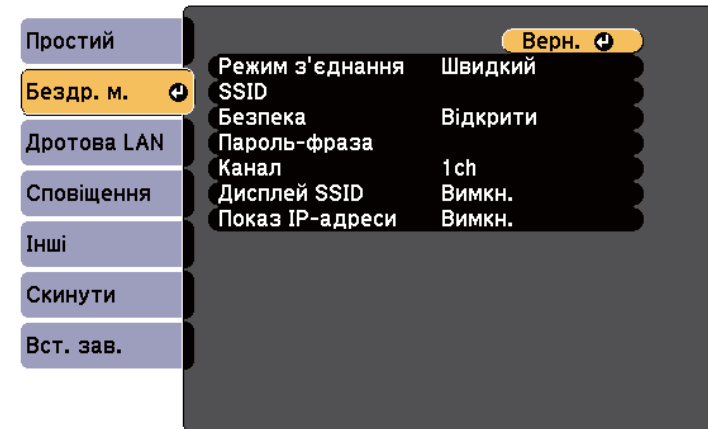 Простий
Бездр. м.
Дротова LAN
Сповіщення
Інші
Скинути
Вст. зав.
Верн.
Режим з'єднання Швидкий
SSID
Безпека Відкрити
Пароль-фраза
Канал 1ch
Дисплей SSID Вимкн.
Показ IP-адреси Вимкн.